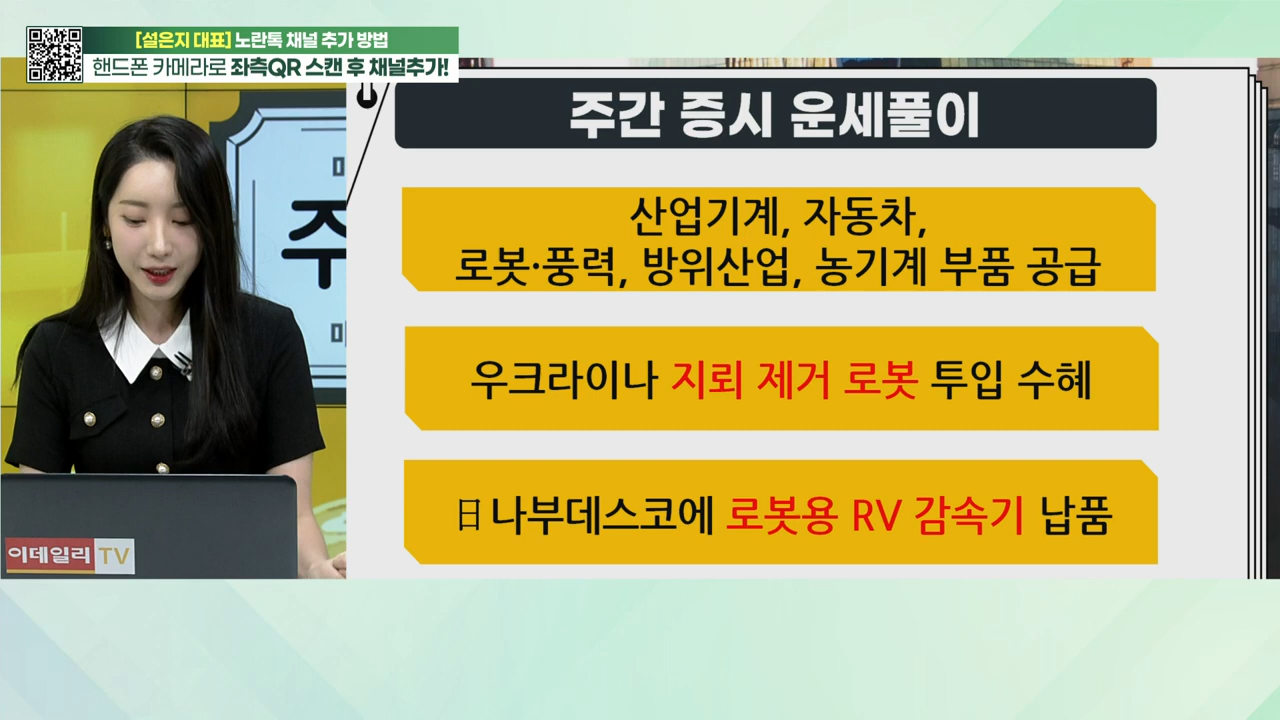 [설은지 대표] 노란톡 채널 추가 방법
핸드폰 카메라로 좌측QR 스캔 후 채널추가!
주간 증시 운세풀이
산업기계, 자동차,
로봇·풍력, 방위산업, 농기계 부품 공급
우크라이나 지뢰 제거 로봇 투입 수혜
日나부데스코에 로봇용 RV 감속기 납품
주
이데일리TV